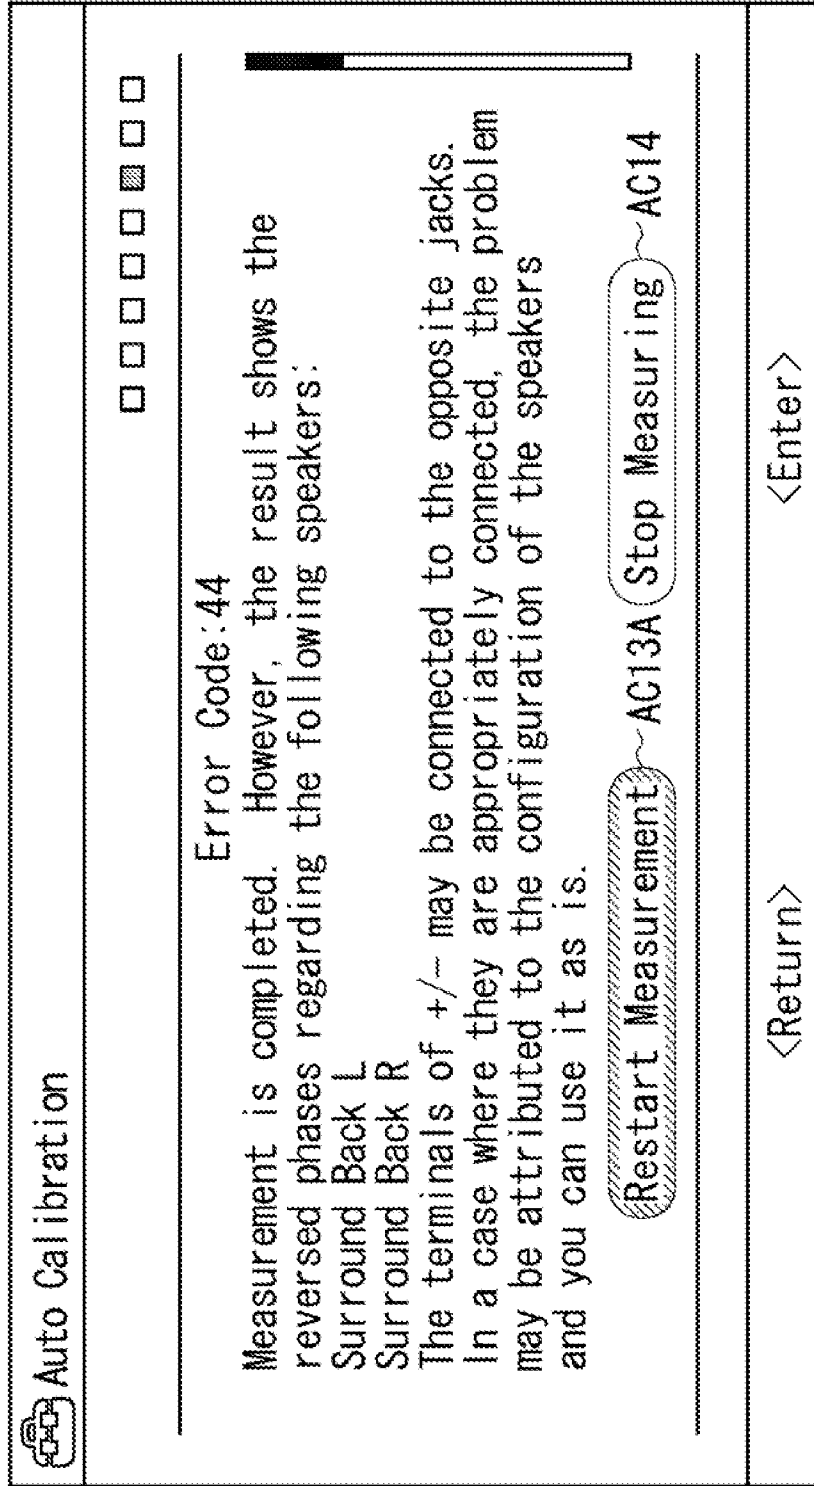 Auto Calibration
Error Code:44
Measurement is completed. However, the result shows the
reversed phases regarding the following speakers:
Surround Back L
Surround Back R
The terminals of +/− may be connected to the opposite jacks.
In a case where they are appropriately connected, the problem
may be attributed to the configuration of the speakers
and you can use it as is.
Restart Measurement AC13A Stop Measuring AC14
<Return> <Enter>